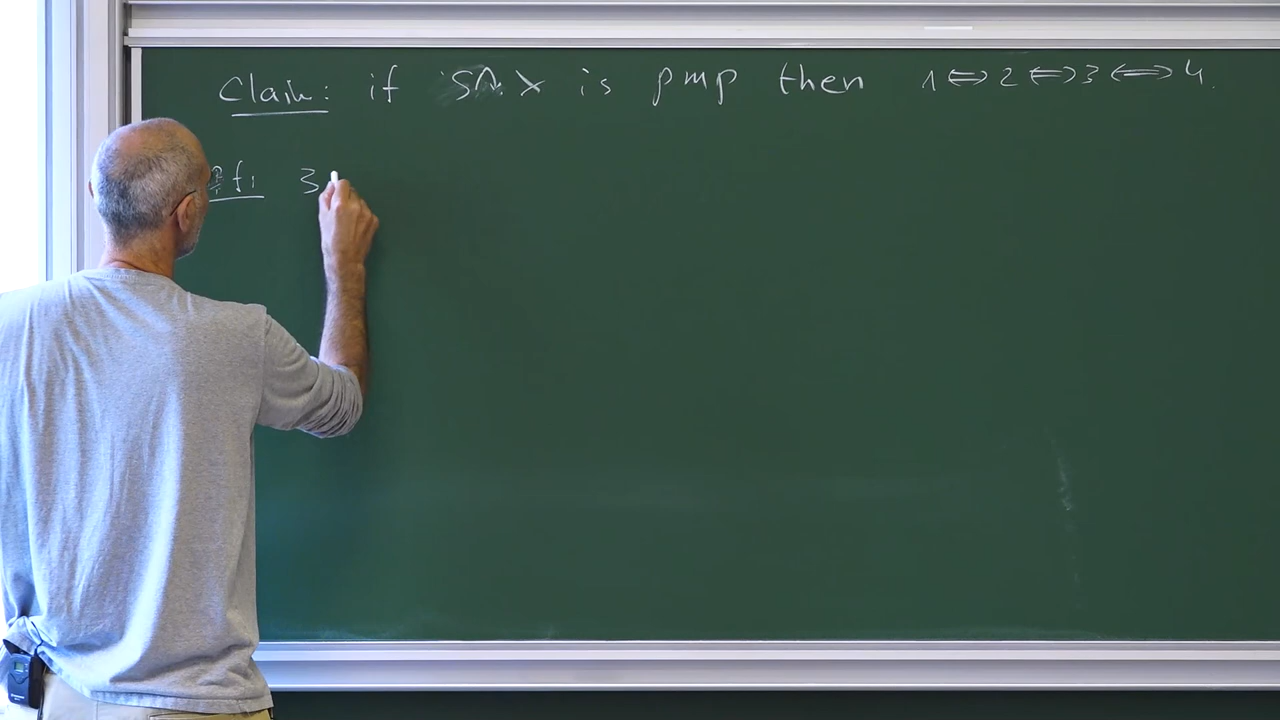 Claim: if S↷X is pmp then 1⇔2⇔3⇔4.
Pf: 3